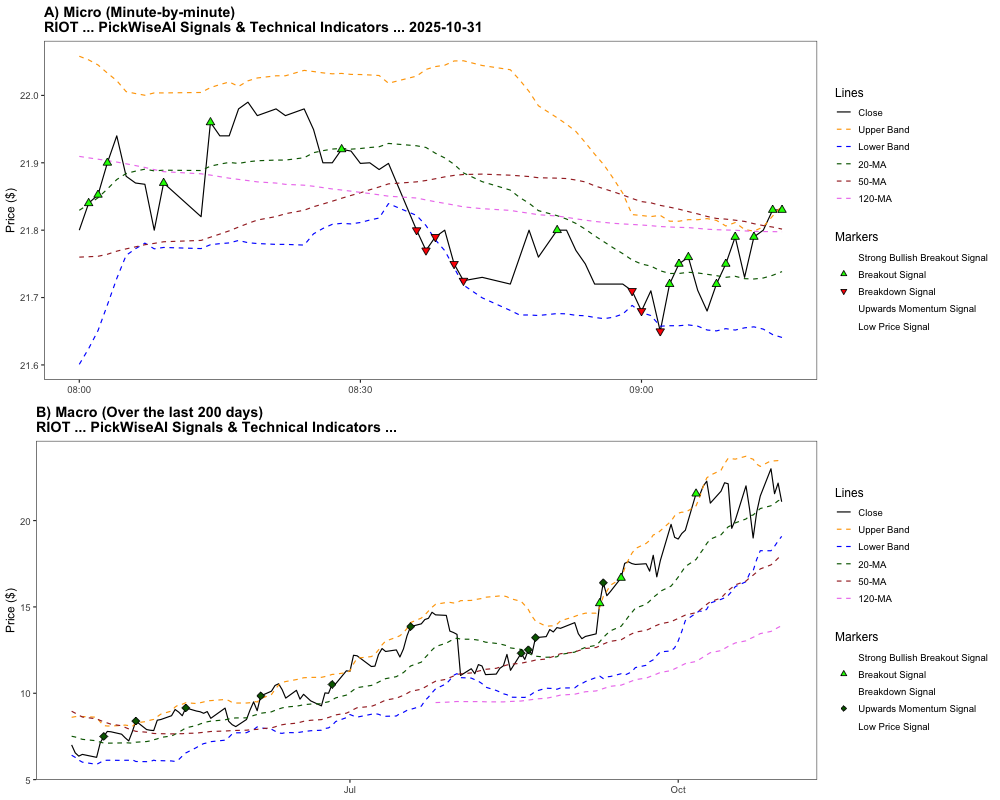 A) Micro (Minute-by-minute)
RIOT ... PickWiseAI Signals & Technical Indicators ... 2025-10-31
Price ($)
22.0
21.9
21.8
21.7
21.6
08:00
08:30
09:00
Lines
Close
Upper Band
Lower Band
20-MA
50-MA
120-MA
Markers
Strong Bullish Breakout Signal
Breakout Signal
Breakdown Signal
Upwards Momentum Signal
Low Price Signal
B) Macro (Over the last 200 days)
RIOT ... PickWiseAI Signals & Technical Indicators ...
Price ($)
20
15
10
5
Jul
Oct
Lines
Close
Upper Band
Lower Band
20-MA
50-MA
120-MA
Markers
Strong Bullish Breakout Signal
Breakout Signal
Breakdown Signal
Upwards Momentum Signal
Low Price Signal